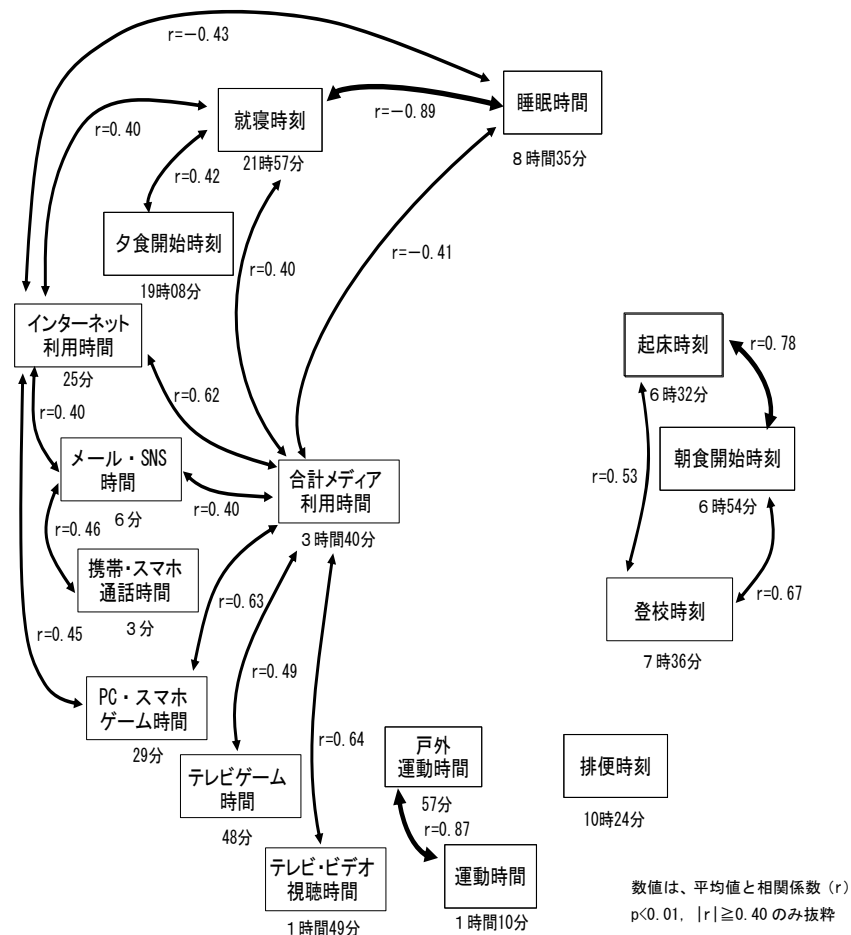 r=−0.43
睡眠時間
8時間35分
就寝時刻
21時57分
r=−0.89
r=0.40
r=0.42
夕食開始時刻
19時08分
r=0.40
r=−0.41
インターネット
利用時間
25分
起床時刻
6時32分
r=0.78
r=0.62
r=0.40
メール・SNS
時間
6分
合計メディア
利用時間
3時間40分
r=0.40
朝食開始時刻
6時54分
r=0.53
r=0.46
携帯・スマホ
通話時間
3分
r=0.63
登校時刻
7時36分
r=0.67
r=0.45
r=0.49
PC・スマホ
ゲーム時間
29分
r=0.64
テレビゲーム
時間
48分
戸外
運動時間
57分
排便時刻
10時24分
r=0.87
テレビ・ビデオ
視聴時間
1時間49分
運動時間
1時間10分
数値は、平均値と相関係数(r)
p<0.01, |r|≧0.40のみ抜粋